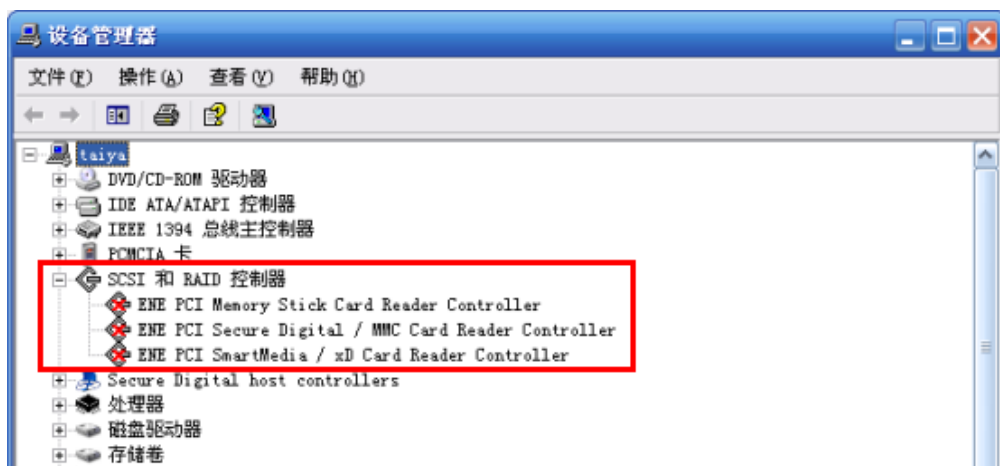 设备管理器
文件(F) 操作(A) 查看(V) 帮助(H)
taiya
DVD/CD-ROM 驱动器
IDE ATA/ATAPI 控制器
IEEE 1394 总线主控制器
PCMCIA 卡
SCSI 和 RAID 控制器
ENE PCI Memory Stick Card Reader Controller
ENE PCI Secure Digital / MMC Card Reader Controller
ENE PCI SmartMedia / xD Card Reader Controller
Secure Digital host controllers
处理器
磁盘驱动器
存储卷